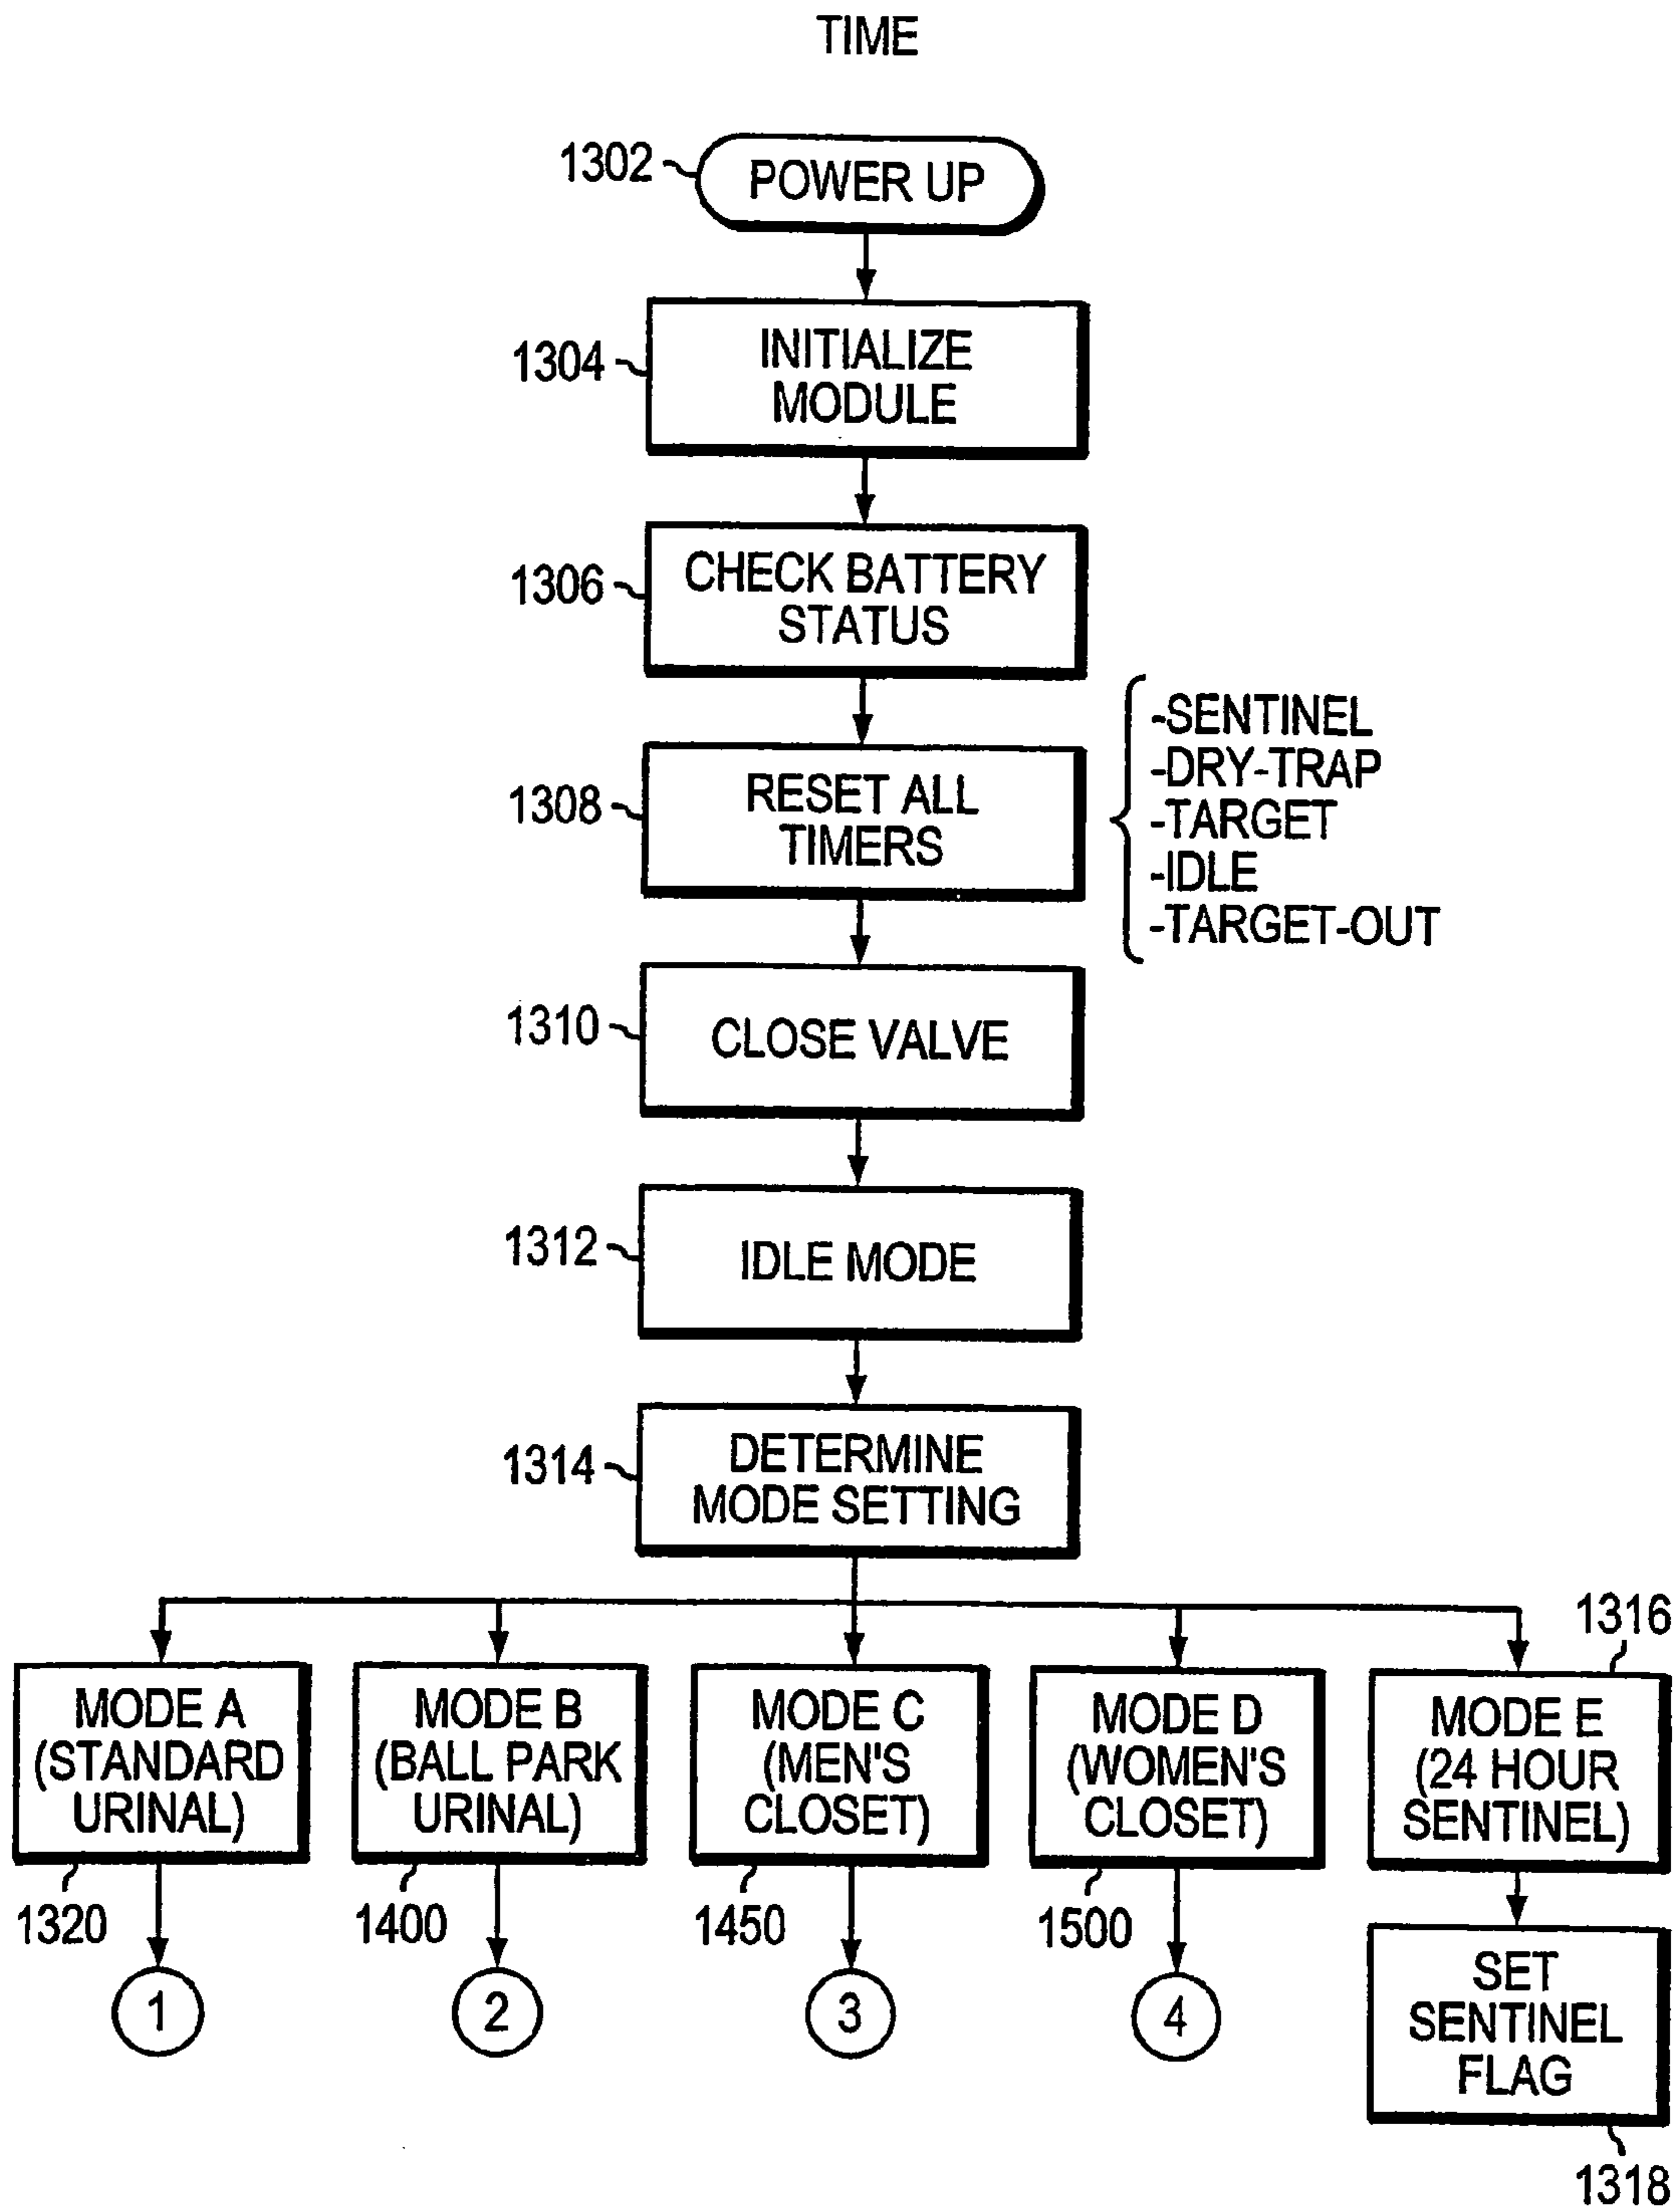 TIME
1302
POWER UP
1304
INITIALIZE
MODULE
1306
CHECK BATTERY
STATUS
1308
RESET ALL
TIMERS
-SENTINEL
-DRY-TRAP
-TARGET
-IDLE
-TARGET-OUT
1310
CLOSE VALVE
1312
IDLE MODE
1314
DETERMINE
MODE SETTING
MODE A
(STANDARD
URINAL)
1320
1
MODE B
(BALL PARK
URINAL)
1400
2
MODE C
(MEN'S
CLOSET)
1450
3
MODE D
(WOMEN'S
CLOSET)
1500
4
1316
MODE E
(24 HOUR
SENTINEL)
SET
SENTINEL
FLAG
1318